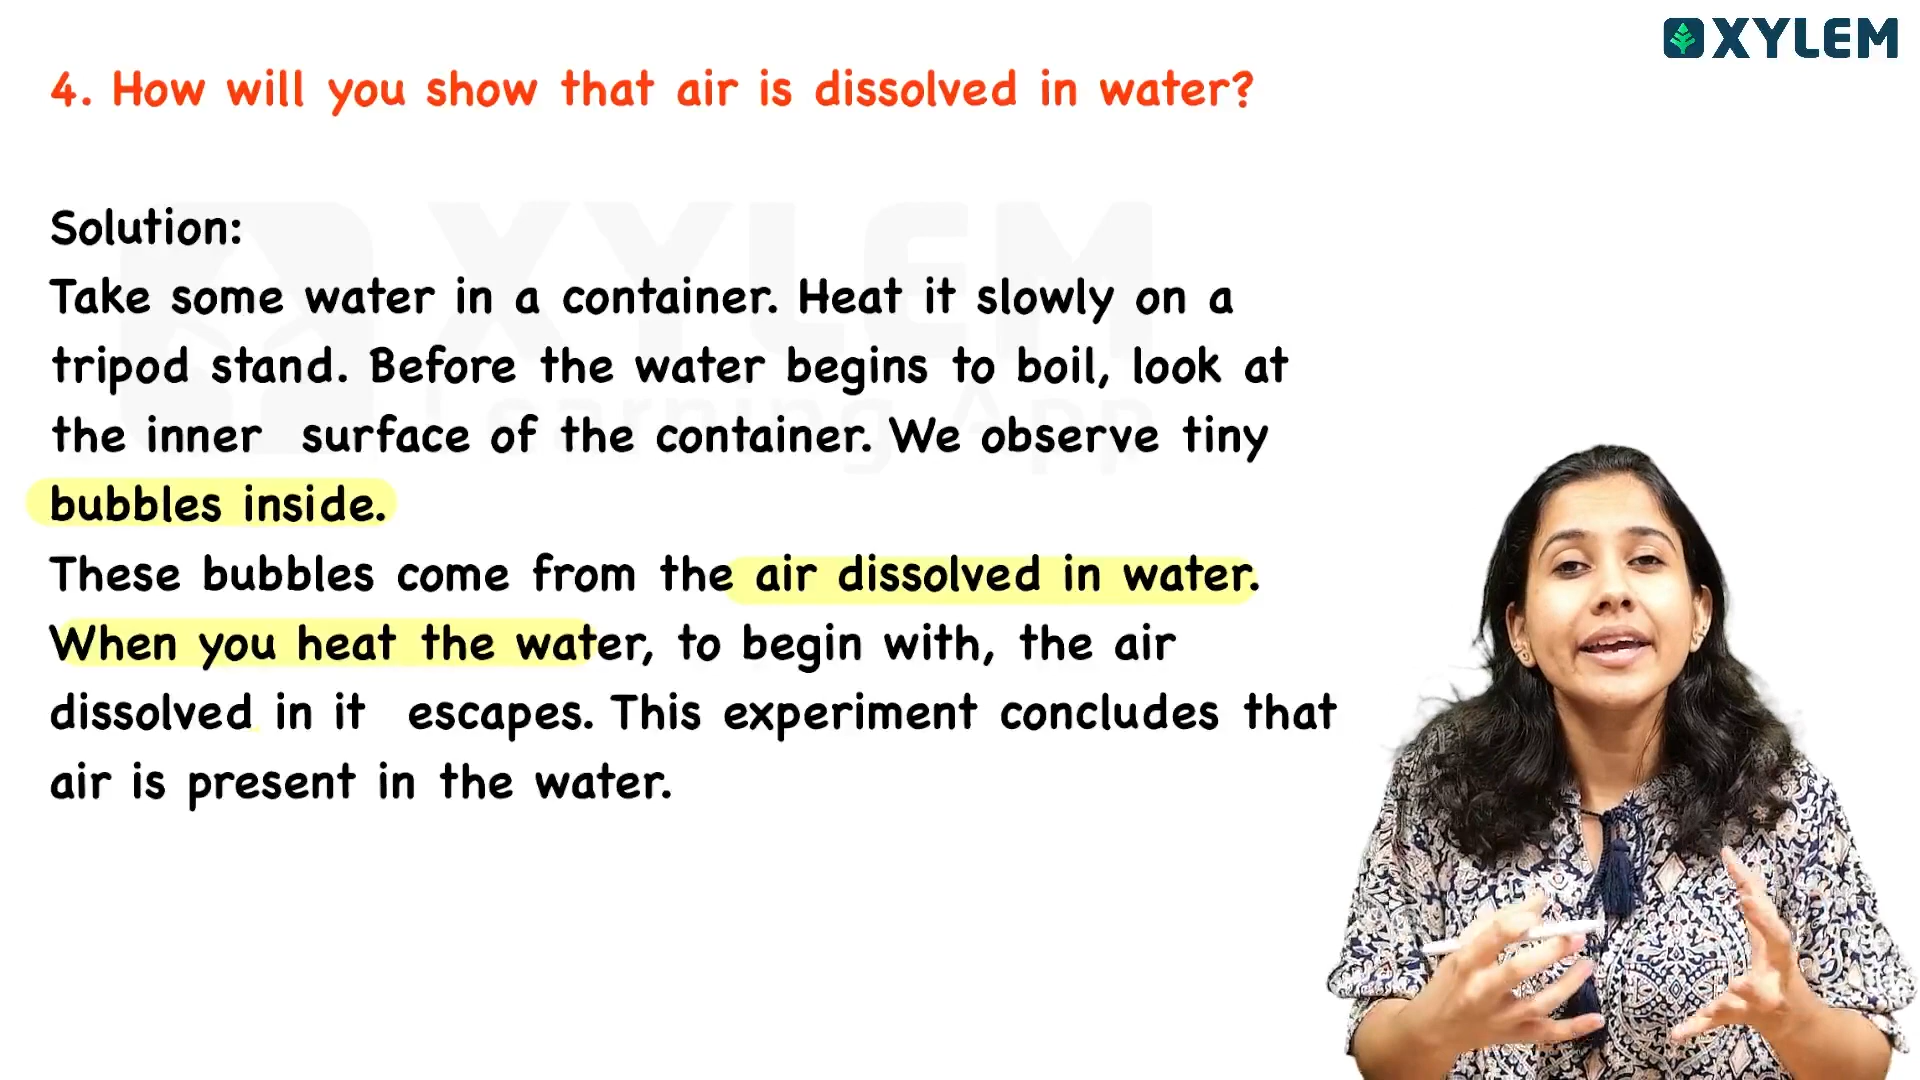 XYLEM
4. How will you show that air is dissolved in water?
Solution:
Take some water in a container. Heat it slowly on a
tripod stand. Before the water begins to boil, look at
the inner surface of the container. We observe tiny
bubbles inside.
These bubbles come from the air dissolved in water.
When you heat the water, to begin with, the air
dissolved in it escapes. This experiment concludes that
air is present in the water.
XYLEM
Learning App